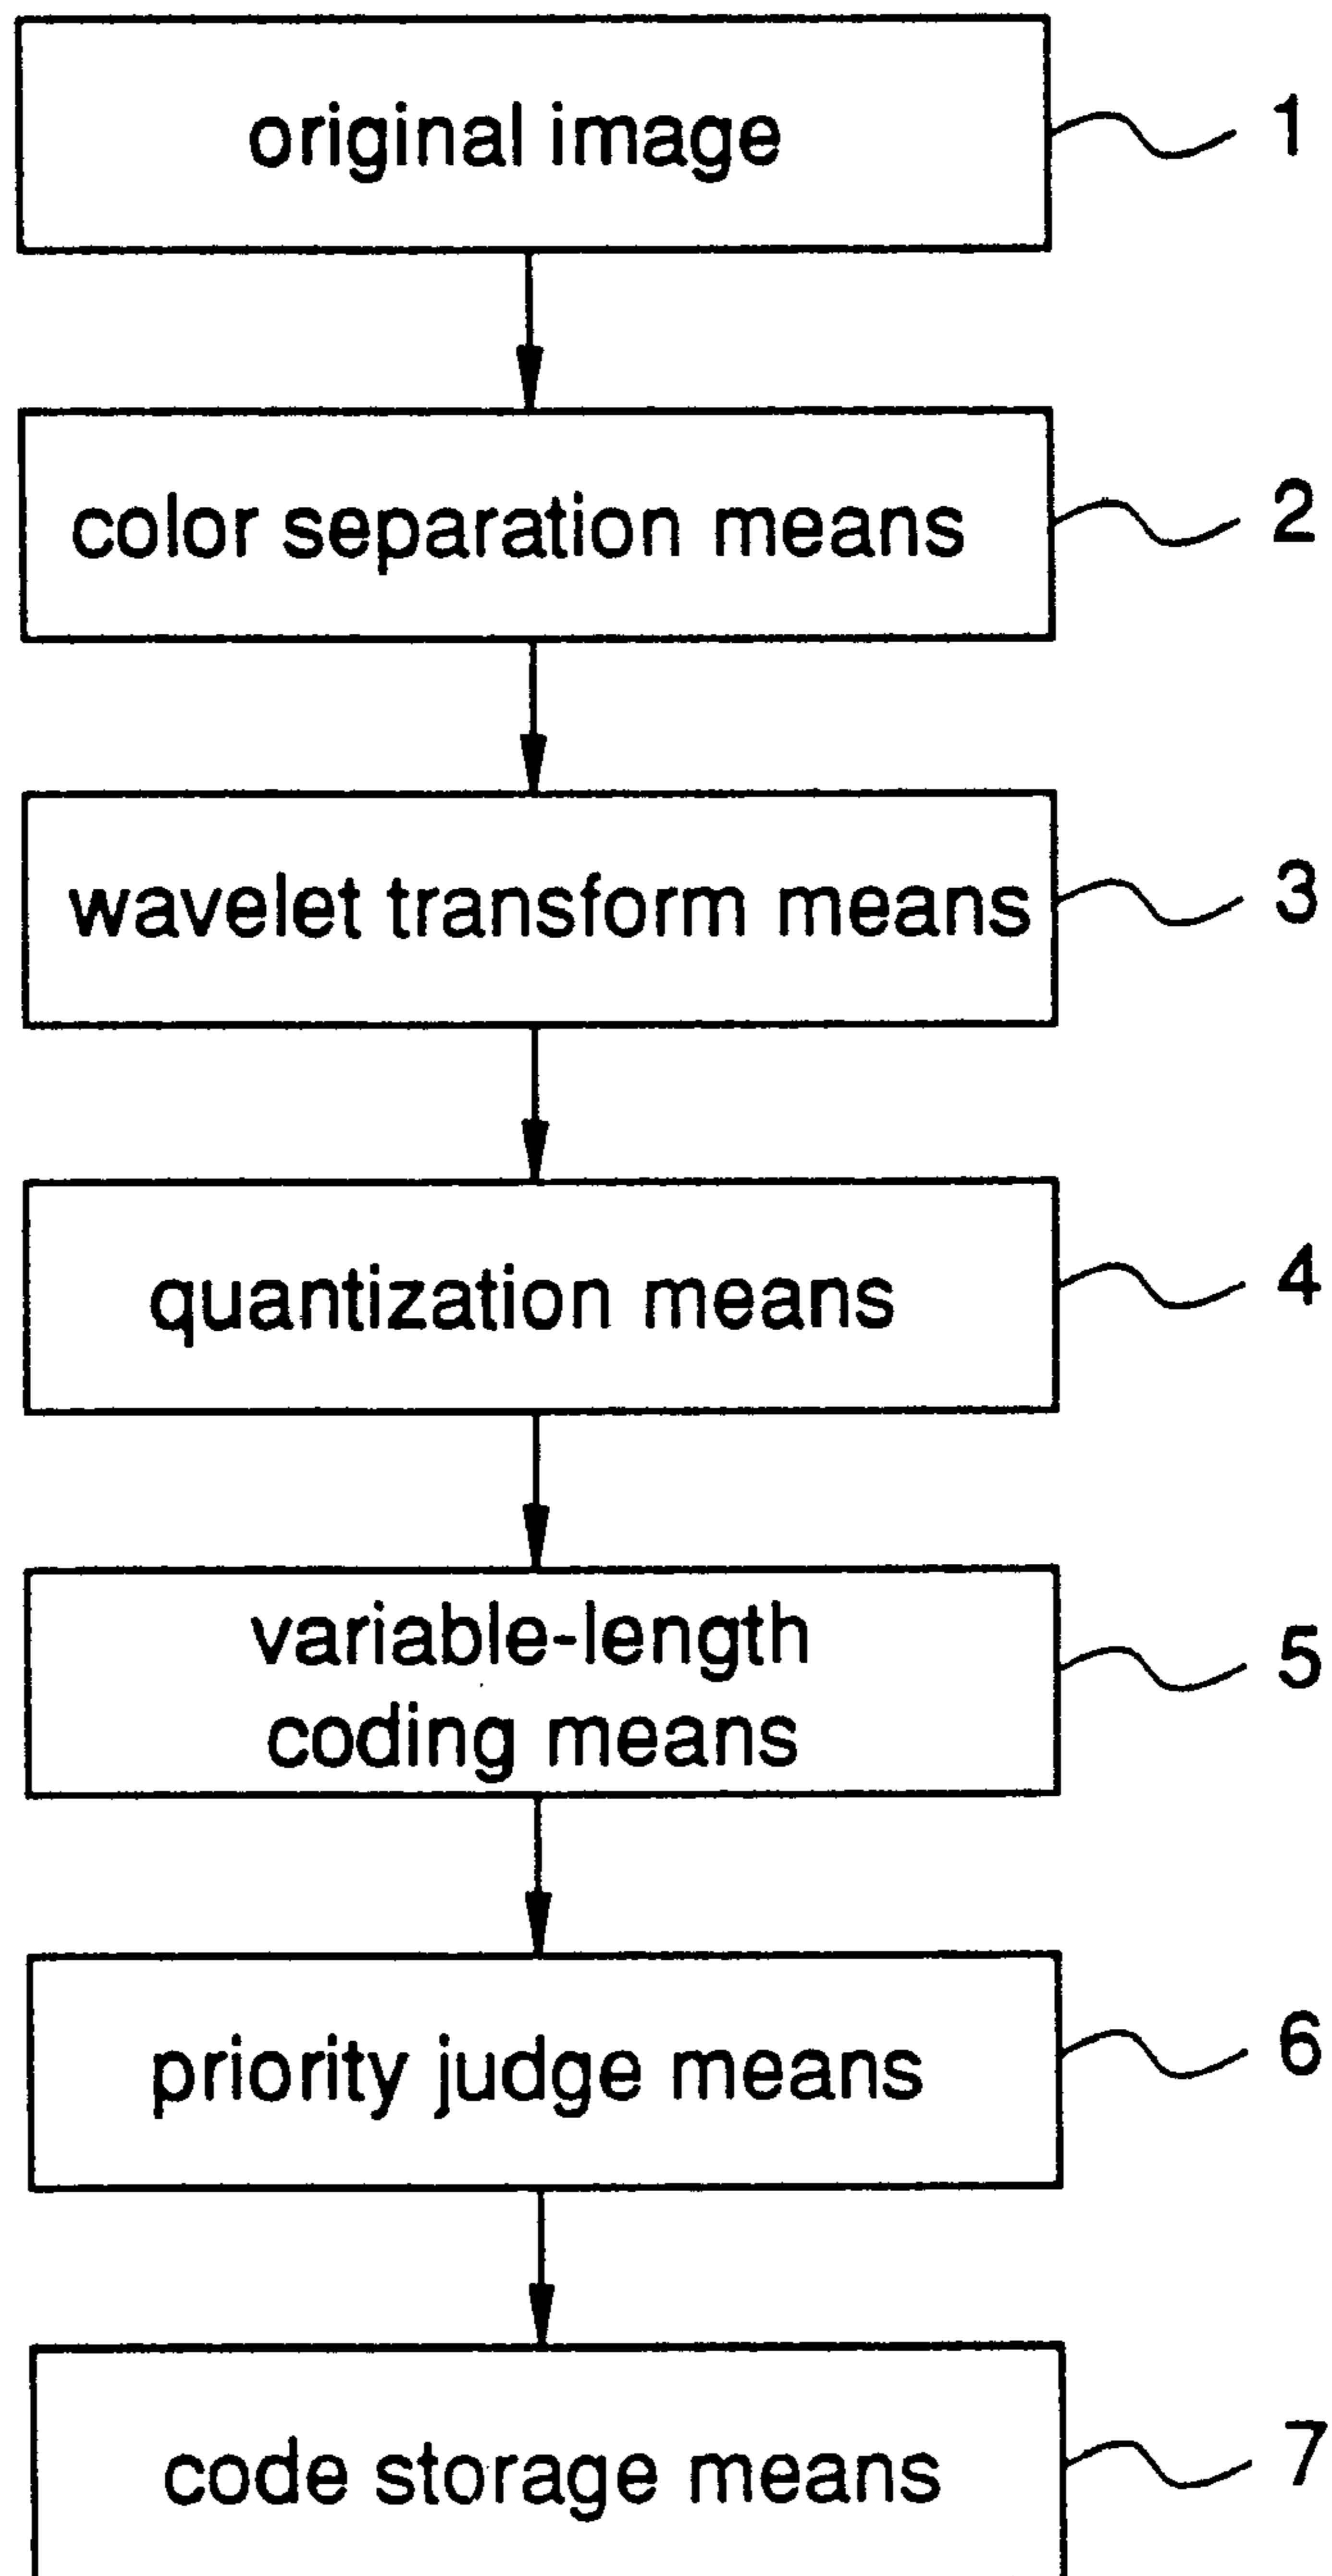 original image
1
color separation means
2
wavelet transform means
3
quantization means
4
variable-length
coding means
5
priority judge means
6
code storage means
7